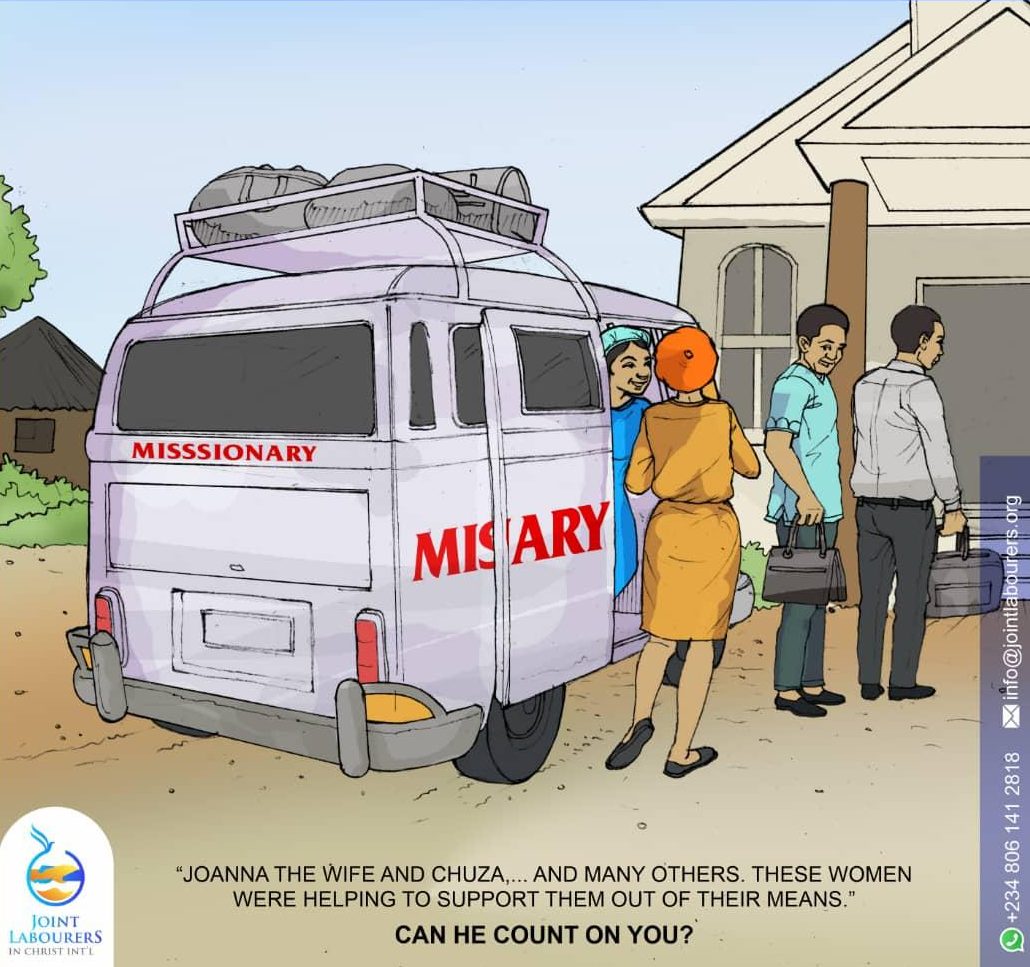 MISSSIONARY
MIS ARY
“JOANNA THE WIFE AND CHUZA,... AND MANY OTHERS. THESE WOMEN
WERE HELPING TO SUPPORT THEM OUT OF THEIR MEANS.”
CAN HE COUNT ON YOU?
JOINT
LABOURERS
IN CHRIST INT'L
+234 806 141 2818 info@jointlabourers.org